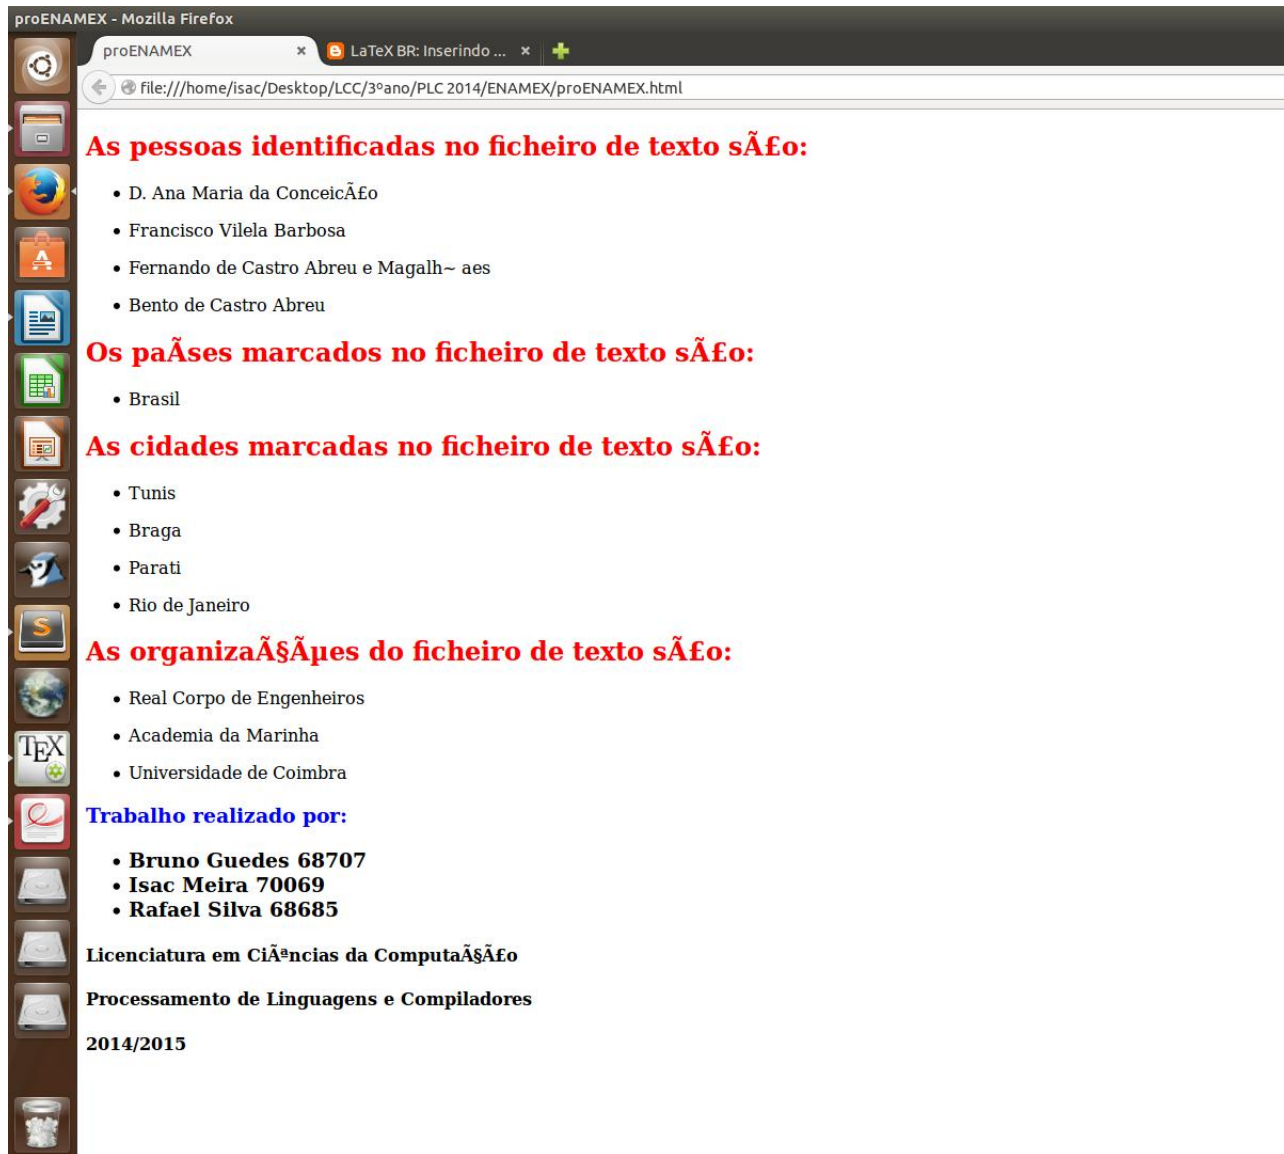 proENAMEX - Mozilla Firefox
proENAMEX
LaTeX BR: Inserindo ...
file:///home/isac/Desktop/LCC/3ºano/PLC 2014/ENAMEX/proENAMEX.html
As pessoas identificadas no ficheiro de texto sÃ£o:
• D. Ana Maria da ConceicÃ£o
• Francisco Vilela Barbosa
• Fernando de Castro Abreu e Magalh~ aes
• Bento de Castro Abreu
Os paÃses marcados no ficheiro de texto sÃ£o:
• Brasil
As cidades marcadas no ficheiro de texto sÃ£o:
• Tunis
• Braga
• Parati
• Rio de Janeiro
As organizaÃ§Ãµes do ficheiro de texto sÃ£o:
• Real Corpo de Engenheiros
• Academia da Marinha
• Universidade de Coimbra
Trabalho realizado por:
• Bruno Guedes 68707
• Isac Meira 70069
• Rafael Silva 68685
Licenciatura em CiÃªncias da ComputaÃ§Ã£o
Processamento de Linguagens e Compiladores
2014/2015
A
S
TEX